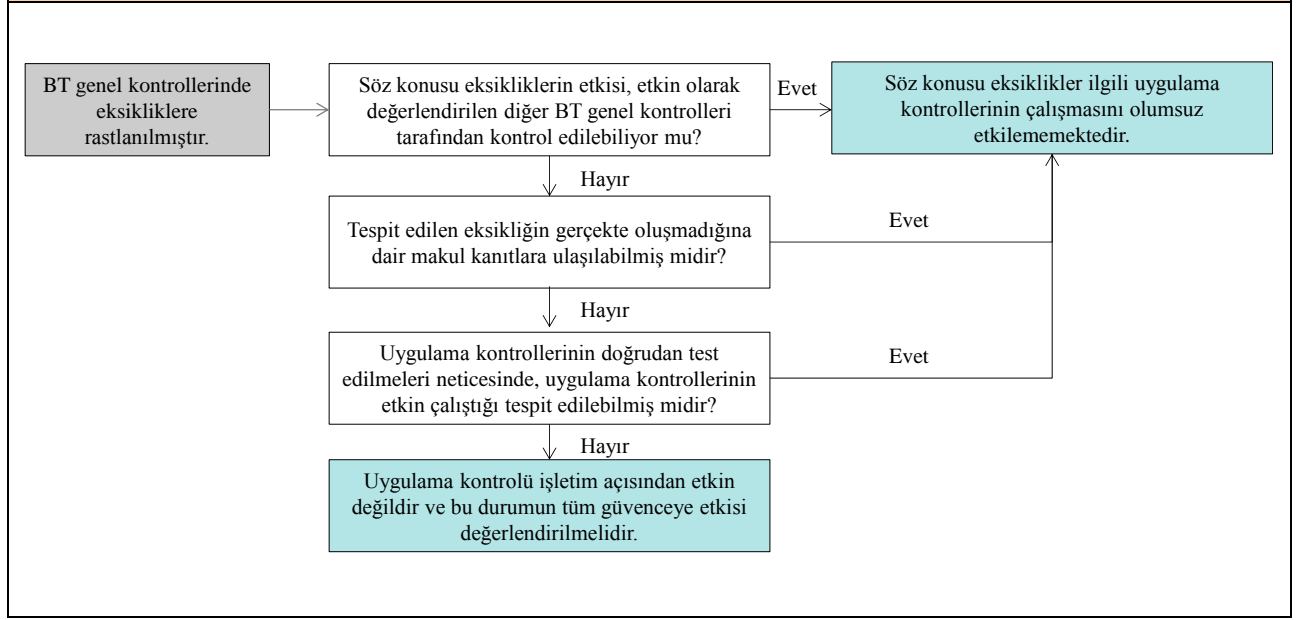 BT genel kontrollerinde
eksikliklere
rastlanılmıştır.
Söz konusu eksikliklerin etkisi, etkin olarak
değerlendirilen diğer BT genel kontrolleri
tarafından kontrol edilebiliyor mu?
Evet
Söz konusu eksiklikler ilgili uygulama
kontrollerinin çalışmasını olumsuz
etkilememektedir.
Hayır
Tespit edilen eksikliğin gerçekte oluşmadığına
dair makul kanıtlara ulaşılabilmiş midir?
Evet
Hayır
Uygulama kontrollerinin doğrudan test
edilmeleri neticesinde, uygulama kontrollerinin
etkin çalıştığı tespit edilebilmiş midir?
Evet
Hayır
Uygulama kontrolü işletim açısından etkin
değildir ve bu durumun tüm güvenceye etkisi
değerlendirilmelidir.